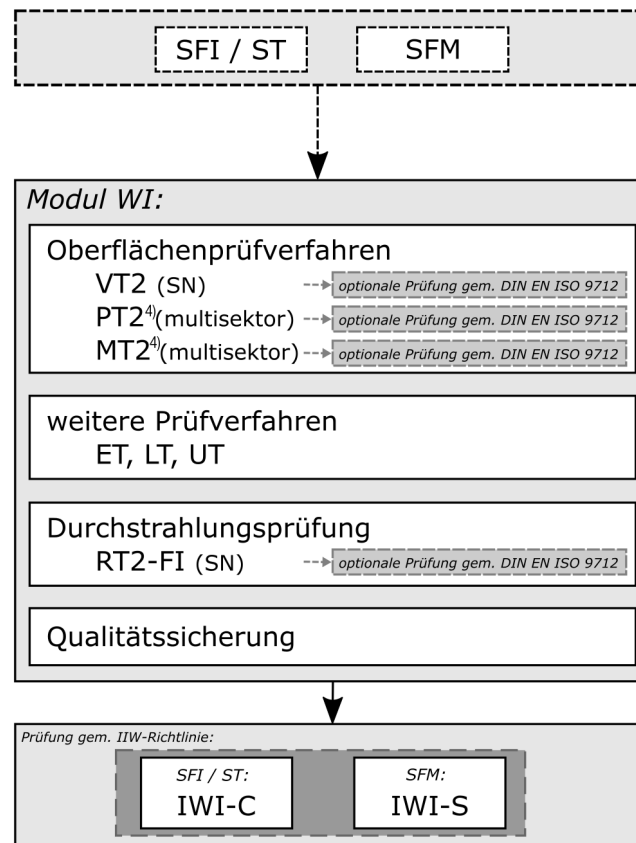 SFI / ST SFM
Modul WI:
Oberflächenprüfverfahren
VT2 (SN) optionale Prüfung gem. DIN EN ISO 9712
PT2⁴⁾(multisektor) optionale Prüfung gem. DIN EN ISO 9712
MT2⁴⁾(multisektor) optionale Prüfung gem. DIN EN ISO 9712
weitere Prüfverfahren
ET, LT, UT
Durchstrahlungsprüfung
RT2-FI (SN) optionale Prüfung gem. DIN EN ISO 9712
Qualitätssicherung
Prüfung gem. IIW-Richtlinie:
SFI / ST: SFM:
IWI-C IWI-S